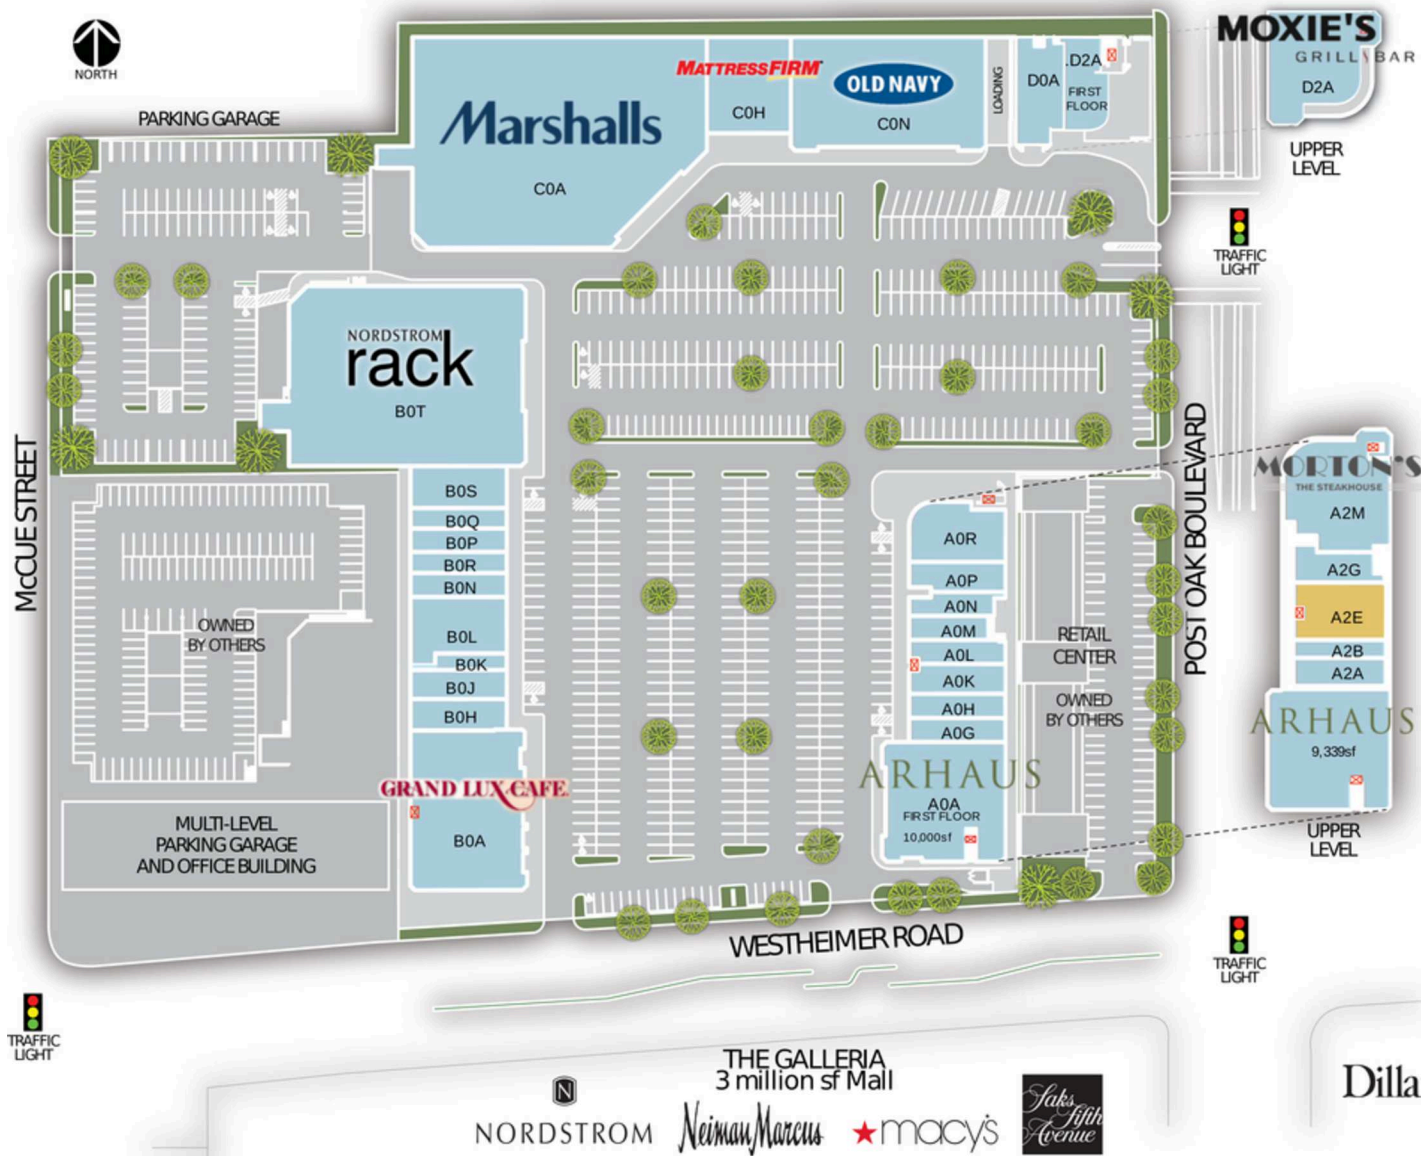 NORTH
PARKING GARAGE
Marshalls
C0A
MATTRESSFIRM
C0H
OLD NAVY
C0N
LOADING
D0A
.D2A
FIRST
FLOOR
MOXIE'S
GRILL BAR
D2A
UPPER
LEVEL
TRAFFIC
LIGHT
NORDSTROM
rack
B0T
McCUE STREET
POST OAK BOULEVARD
B0S
B0Q
B0P
B0R
B0N
B0L
B0K
B0J
B0H
GRAND LUX CAFE
B0A
OWNED
BY OTHERS
MULTI-LEVEL
PARKING GARAGE
AND OFFICE BUILDING
A0R
A0P
A0N
A0M
A0L
A0K
A0H
A0G
ARHAUS
A0A
FIRST FLOOR
10,000sf
RETAIL
CENTER
OWNED
BY OTHERS
MORTON'S
THE STEAKHOUSE
A2M
A2G
A2E
A2B
A2A
ARHAUS
9,339sf
UPPER
LEVEL
WESTHEIMER ROAD
TRAFFIC
LIGHT
TRAFFIC
LIGHT
THE GALLERIA
3 million sf Mall
N
NORDSTROM
Neiman Marcus
macy's
Saks
fifth
Avenue
Dilla